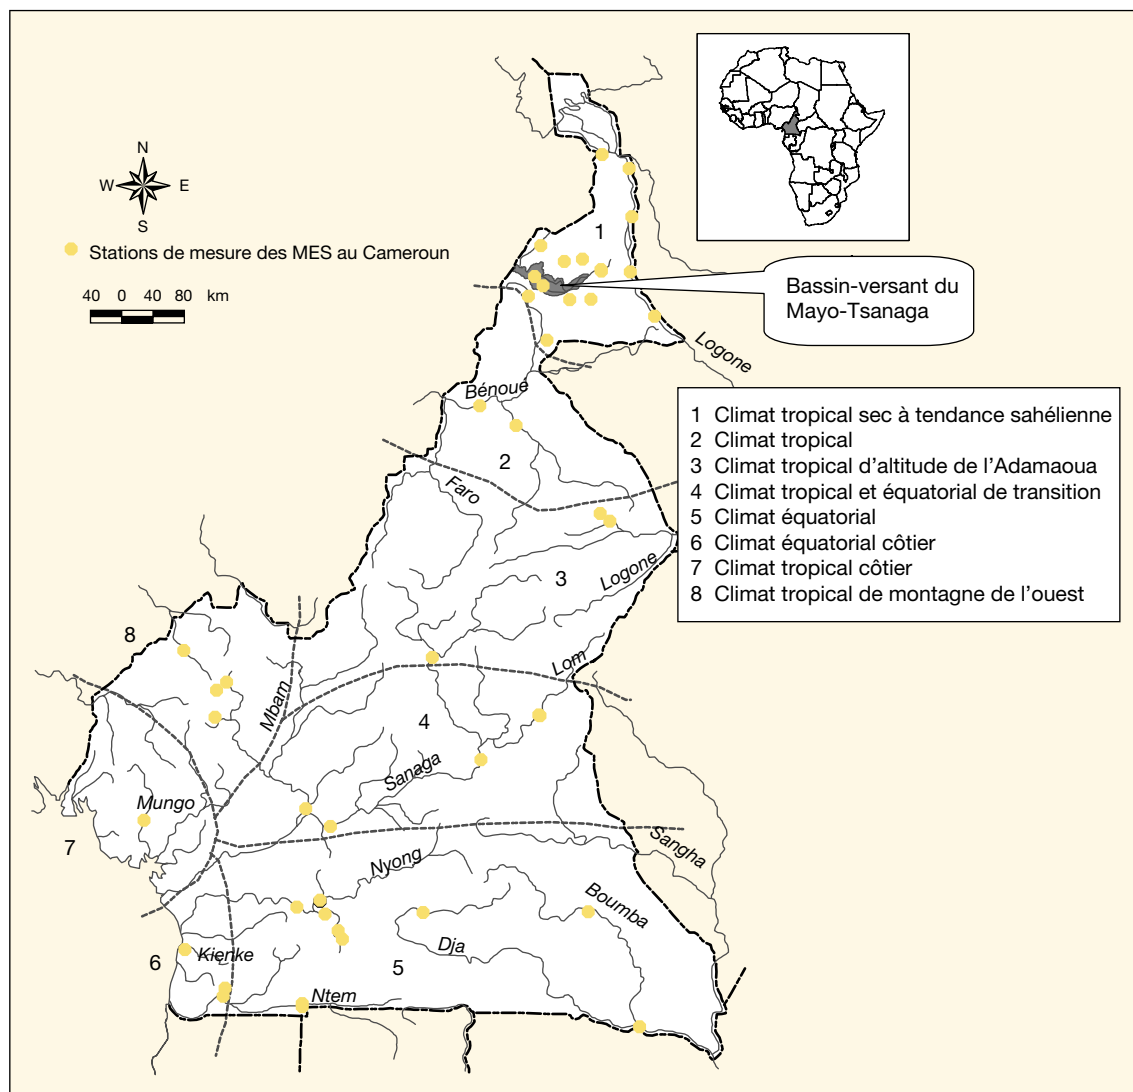 N
W E
S
Stations de mesure des MES au Cameroun
40 0 40 80 km
1
Bassin-versant du
Mayo-Tsanaga
Logone
Bénoué
1 Climat tropical sec à tendance sahélienne
2 Climat tropical
3 Climat tropical d'altitude de l'Adamaoua
4 Climat tropical et équatorial de transition
5 Climat équatorial
6 Climat équatorial côtier
7 Climat tropical côtier
8 Climat tropical de montagne de l'ouest
2
Faro
3
Logone
8
Lom
Mbam
4
Sanaga
Mungo
7
Sangha
Nyong
Boumba
Dja
Kienke
6
5
Ntem